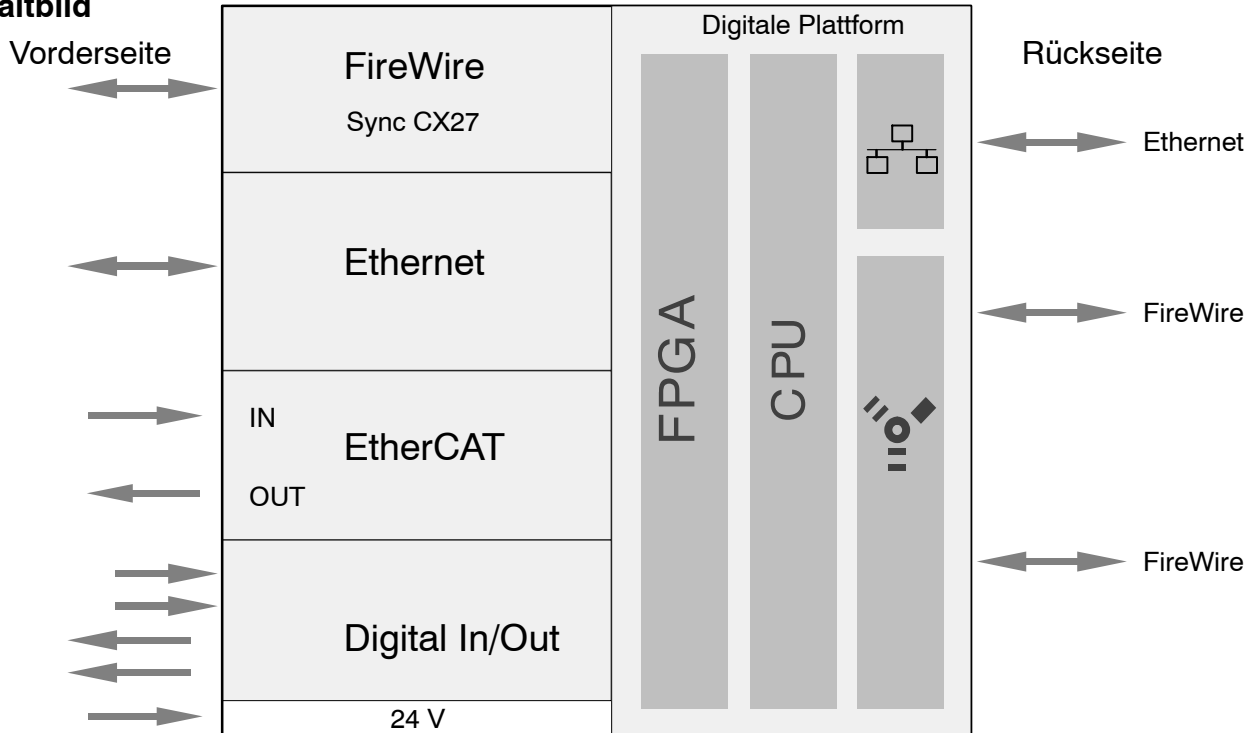 altbild
Vorderseite
Digitale Plattform
Rückseite
FireWire
Sync CX27
Ethernet
Ethernet
FireWire
FPGA
CPU
IN
EtherCAT
OUT
FireWire
Digital In/Out
24 V